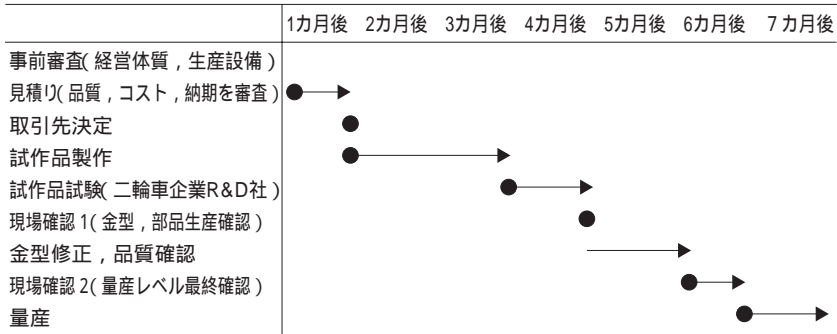 1カ月後 2カ月後 3カ月後 4カ月後 5カ月後 6カ月後 7カ月後
事前審査(経営体質,生産設備)
見積り(品質,コスト,納期を審査)
取引先決定
試作品製作
試作品試験(二輪車企業R&D社)
現場確認1(金型,部品生産確認)
金型修正,品質確認
現場確認2(量産レベル最終確認)
量産